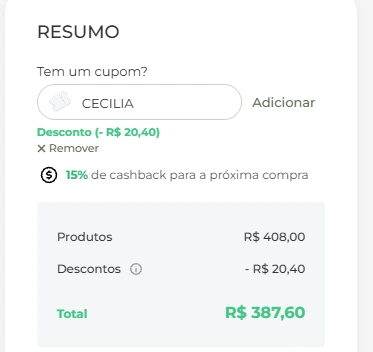 RESUMO
Tem um cupom?
CECILIA Adicionar
Desconto (- R$ 20,40)
× Remover
15% de cashback para a próxima compra
Produtos R$ 408,00
Descontos - R$ 20,40
Total R$ 387,60